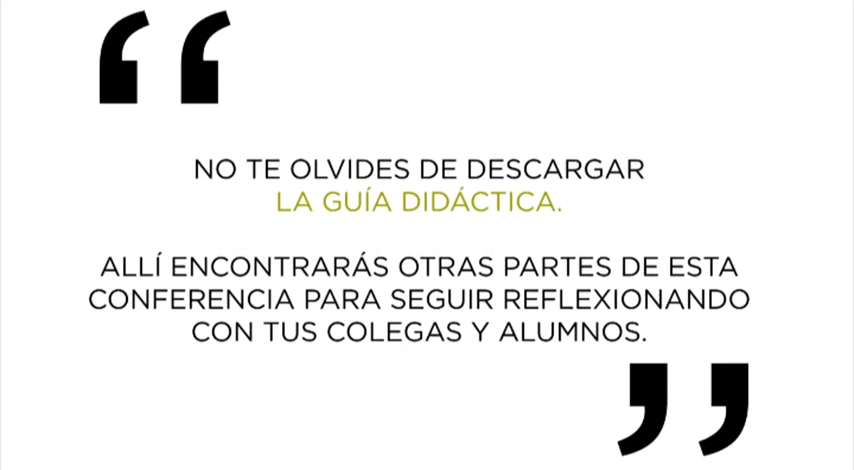 NO TE OLVIDES DE DESCARGAR
LA GUÍA DIDÁCTICA.
ALLÍ ENCONTRARÁS OTRAS PARTES DE ESTA
CONFERENCIA PARA SEGUIR REFLEXIONANDO
CON TUS COLEGAS Y ALUMNOS.